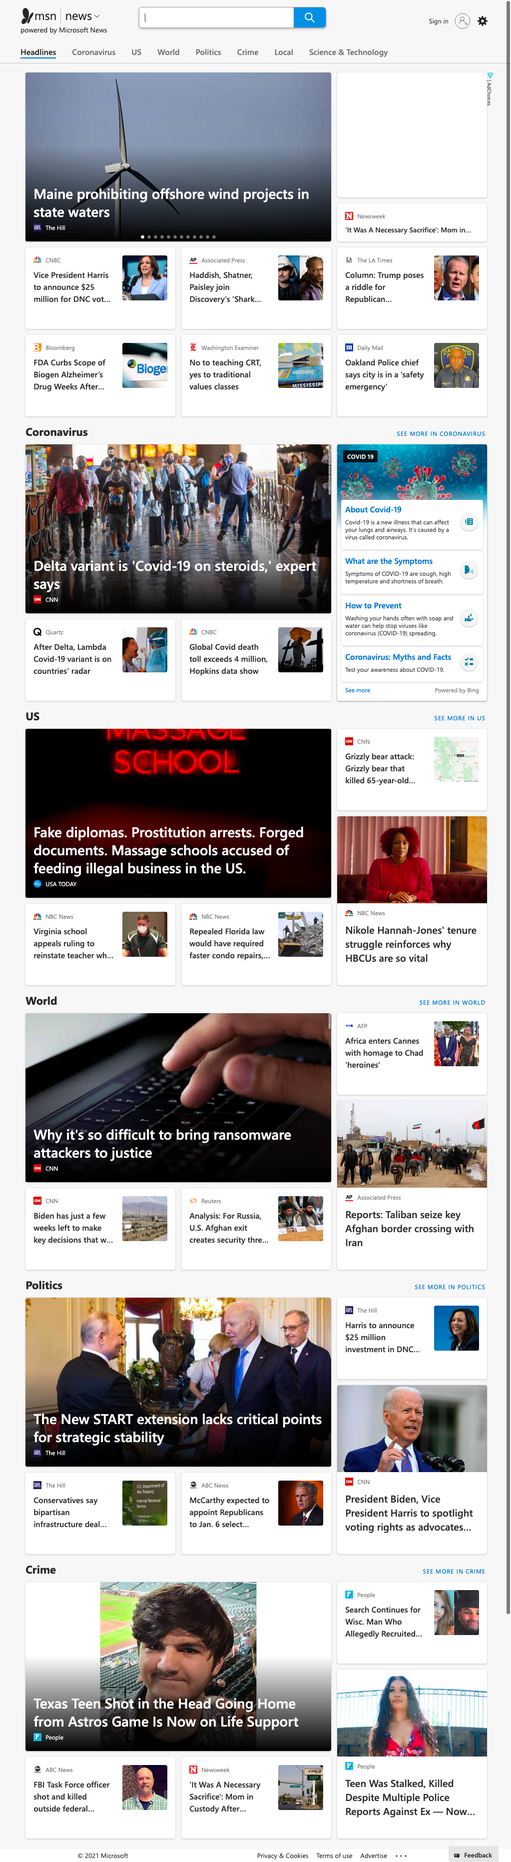 msn news
powered by Microsoft News
Sign in
Headlines Coronavirus US World Politics Crime Local Science & Technology
Maine prohibiting offshore wind projects in
state waters
The Hill
AdChoices
Newsweek
'It Was A Necessary Sacrifice': Mom in...
CNBC
Vice President Harris
to announce $25
million for DNC vot...
Associated Press
Haddish, Shatner,
Paisley join
Discovery's 'Shark...
The LA Times
Column: Trump poses
a riddle for
Republican...
Bloomberg
FDA Curbs Scope of
Biogen Alzheimer's
Drug Weeks After...
Bioge
Washington Examiner
No to teaching CRT,
yes to traditional
values classes
MISSISSIPPI
Daily Mail
Oakland Police chief
says city is in a 'safety
emergency'
Coronavirus
SEE MORE IN CORONAVIRUS
Delta variant is 'Covid-19 on steroids,' expert
says
CNN
COVID 19
About Covid-19
Covid-19 is a new illness that can affect
your lungs and airways. It's caused by a
virus called coronavirus.
What are the Symptoms
Symptoms of COVID-19 are cough, high
temperature and shortness of breath.
How to Prevent
Washing your hands often with soap and
water can help stop viruses like
coronavirus (COVID-19) spreading.
Coronavirus: Myths and Facts
Test your awareness about COVID-19.
See more
Powered by Bing
Quartz
After Delta, Lambda
Covid-19 variant is on
countries' radar
CNBC
Global Covid death
toll exceeds 4 million,
Hopkins data show
US
SEE MORE IN US
MASSAGE
SCHOOL
Fake diplomas. Prostitution arrests. Forged
documents. Massage schools accused of
feeding illegal business in the US.
USA TODAY
CNN
Grizzly bear attack:
Grizzly bear that
killed 65-year-old...
NBC News
Nikole Hannah-Jones' tenure
struggle reinforces why
HBCUs are so vital
NBC News
Virginia school
appeals ruling to
reinstate teacher wh...
NBC News
Repealed Florida law
would have required
faster condo repairs,...
World
SEE MORE IN WORLD
Why it's so difficult to bring ransomware
attackers to justice
CNN
AFP
Africa enters Cannes
with homage to Chad
'heroines'
Associated Press
Reports: Taliban seize key
Afghan border crossing with
Iran
CNN
Biden has just a few
weeks left to make
key decisions that w...
Reuters
Analysis: For Russia,
U.S. Afghan exit
creates security thre...
Politics
SEE MORE IN POLITICS
The New START extension lacks critical points
for strategic stability
The Hill
The Hill
Harris to announce
$25 million
investment in DNC...
CNN
President Biden, Vice
President Harris to spotlight
voting rights as advocates...
The Hill
Conservatives say
bipartisan
infrastructure deal...
ABC News
McCarthy expected to
appoint Republicans
to Jan. 6 select...
Crime
SEE MORE IN CRIME
Texas Teen Shot in the Head Going Home
from Astros Game Is Now on Life Support
People
People
Search Continues for
Wisc. Man Who
Allegedly Recruited...
People
Teen Was Stalked, Killed
Despite Multiple Police
Reports Against Ex — Now...
ABC News
FBI Task Force officer
shot and killed
outside federal...
Newsweek
'It Was A Necessary
Sacrifice': Mom in
Custody After...
© 2021 Microsoft Privacy & Cookies Terms of use Advertise ... Feedback